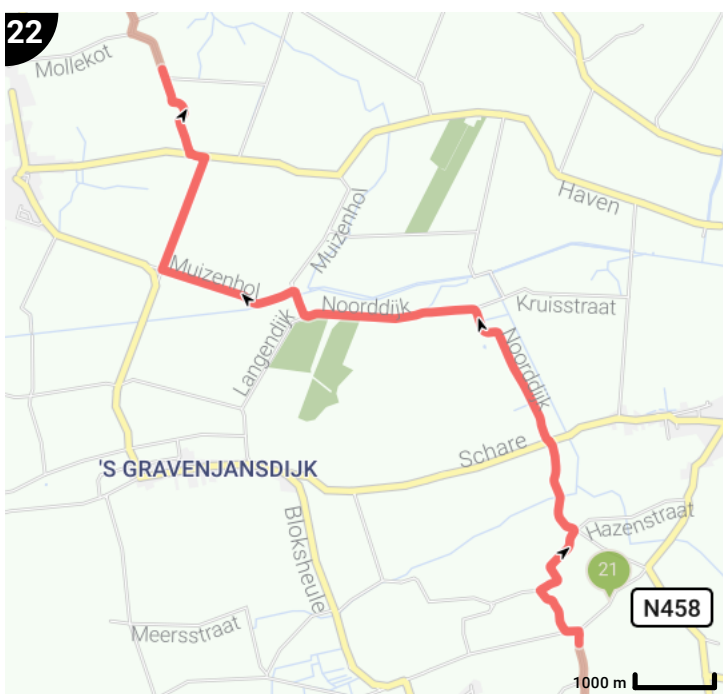 22
Mollekot
Haven
Muizenhol
Muizenhol
Noorddijk
Kruisstraat
Langendijk
Noorddijk
Schare
'S GRAVENJANSDIJK
Bloksheule
Hazenstraat
21
N458
Meersstraat
1000 m